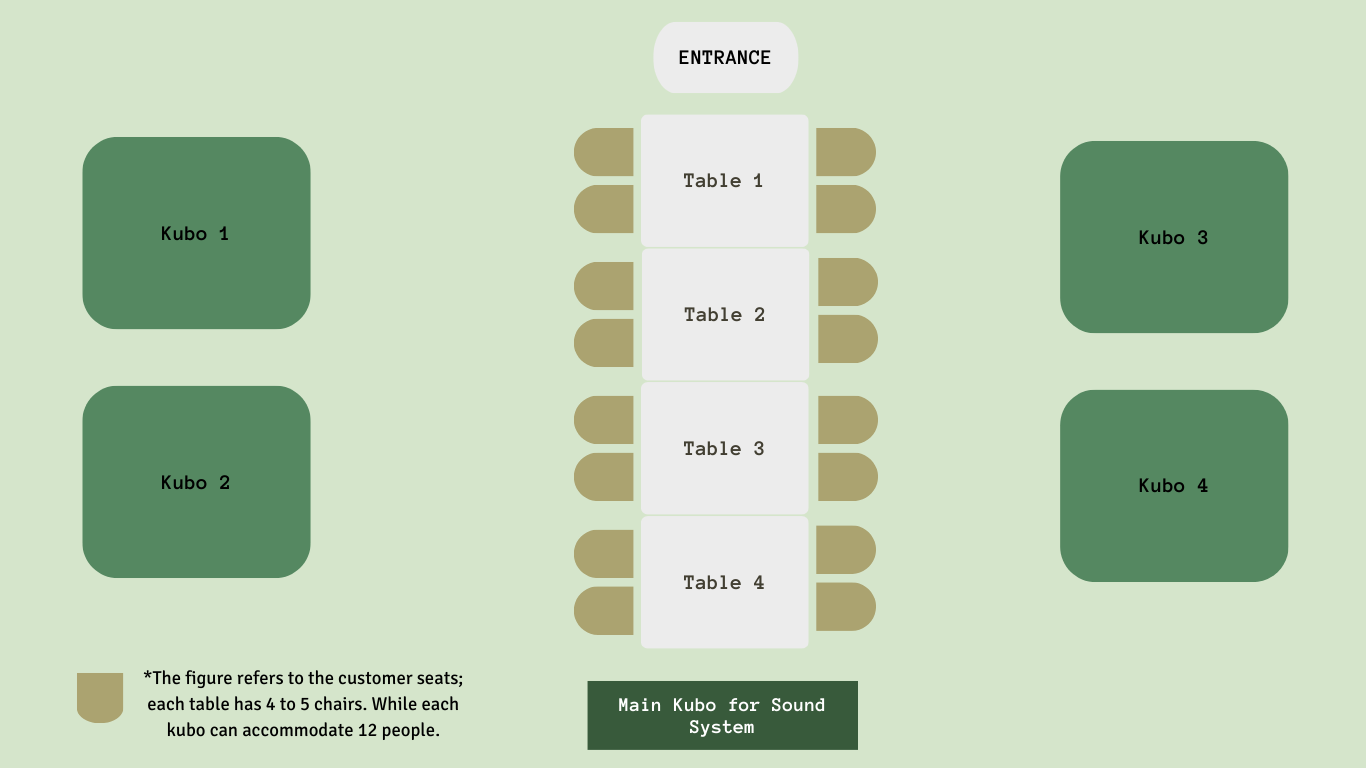 ENTRANCE
Table 1
Kubo 1
Kubo 3
Table 2
Table 3
Kubo 2
Kubo 4
Table 4
*The figure refers to the customer seats;
each table has 4 to 5 chairs. While each
kubo can accommodate 12 people.
Main Kubo for Sound
System